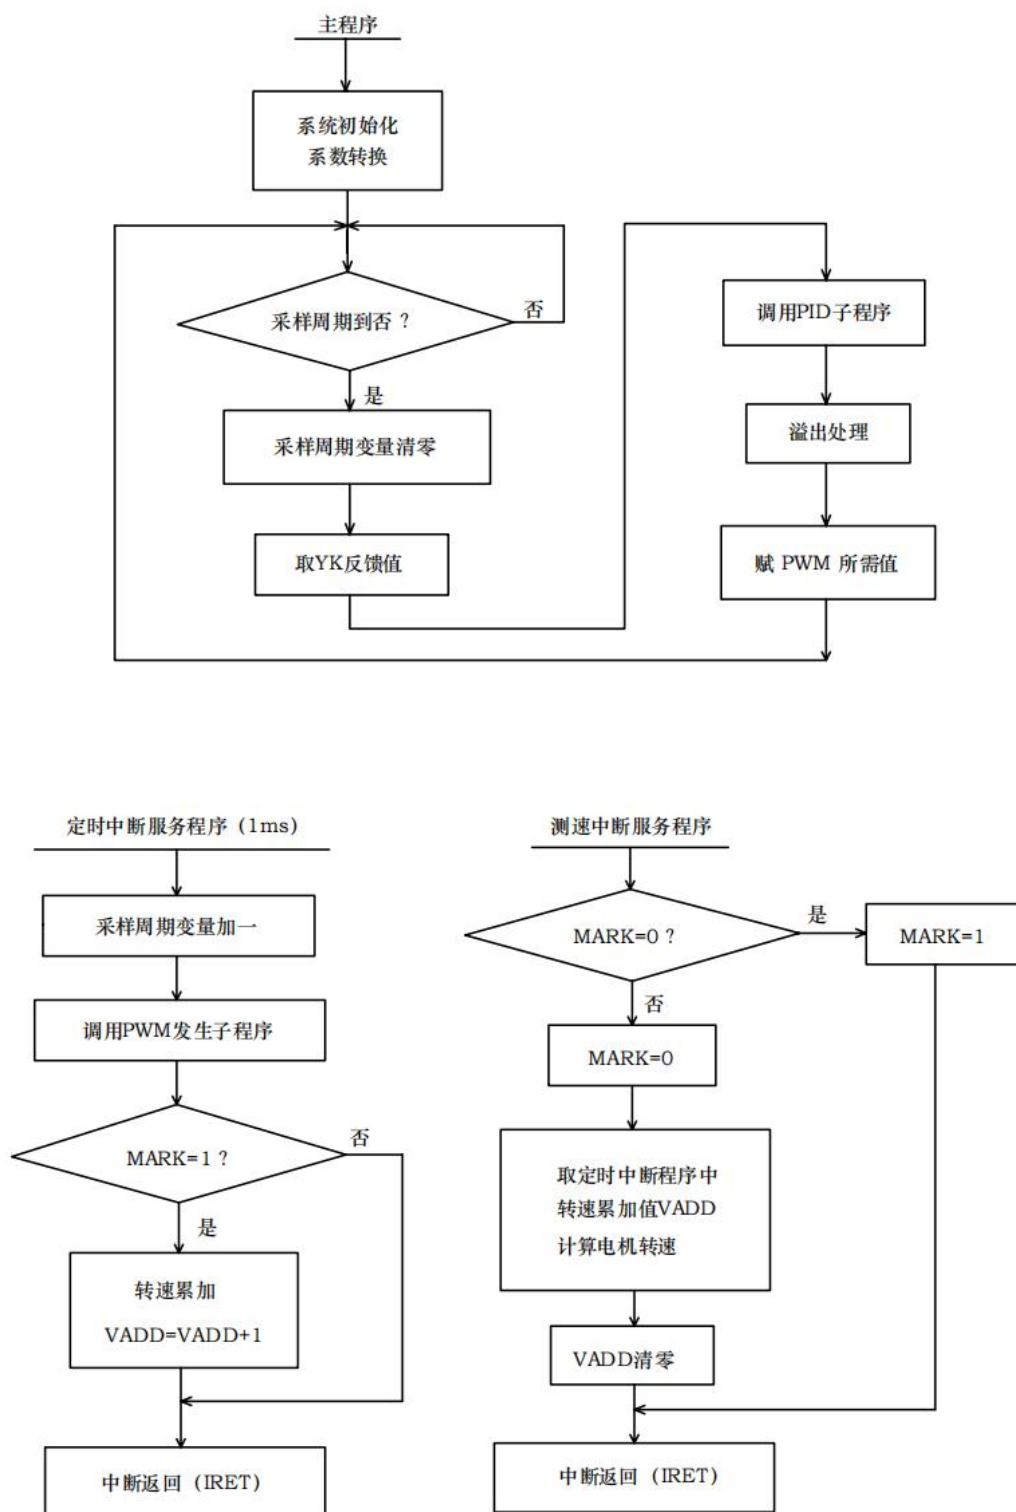 主程序
系统初始化
系数转换
采样周期到否？
否
是
采样周期变量清零
取YK反馈值
调用PID子程序
溢出处理
赋 PWM 所需值
定时中断服务程序 (1ms)
采样周期变量加一
调用PWM发生子程序
MARK=1？
否
是
转速累加
VADD=VADD+1
中断返回 (IRET)
测速中断服务程序
MARK=0？
是
MARK=1
否
MARK=0
取定时中断程序中
转速累加值VADD
计算电机转速
VADD清零
中断返回 (IRET)